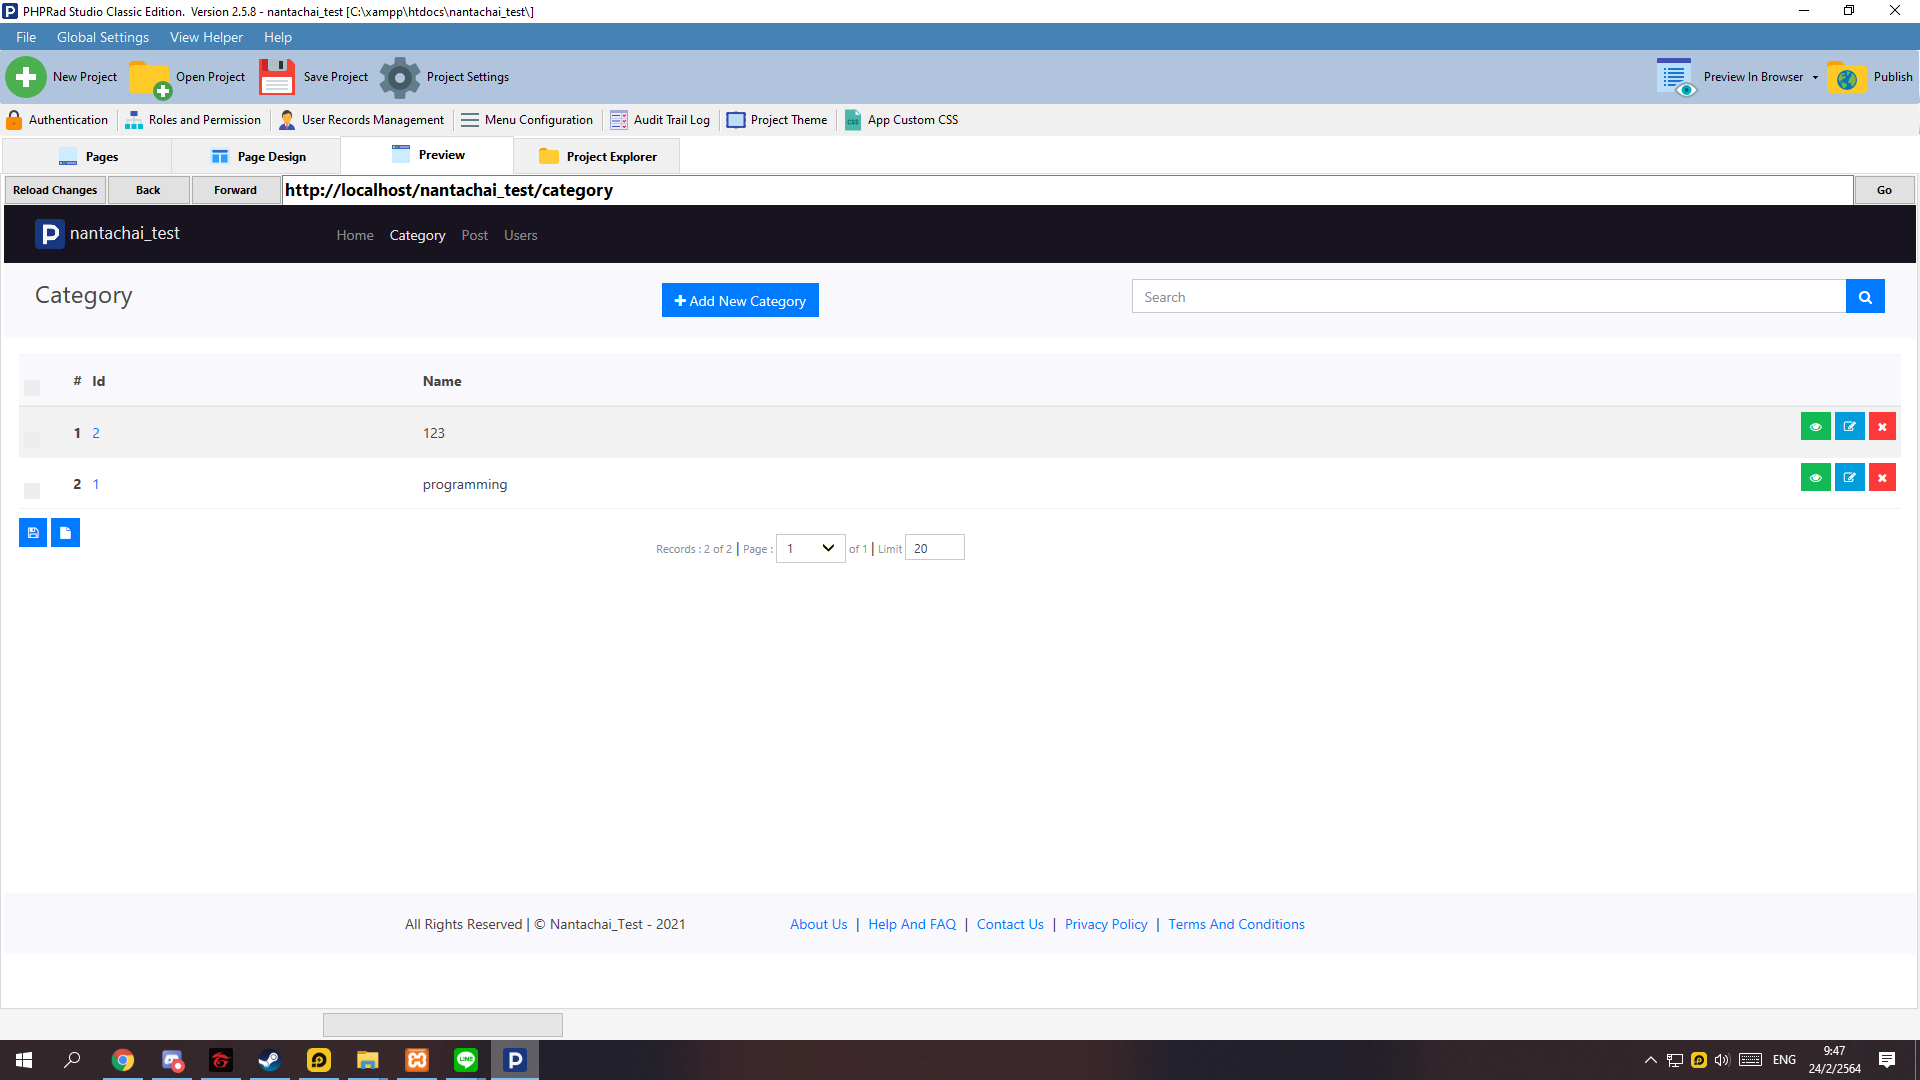 PHPRad Studio Classic Edition.  Version 2.5.8 - nantachai_test [C:\xampp\htdocs\nantachai_test\]
File Global Settings View Helper Help
New Project Open Project Save Project Project Settings Preview In Browser Publish
Authentication Roles and Permission User Records Management Menu Configuration Audit Trail Log Project Theme App Custom CSS
Pages Page Design Preview Project Explorer
Reload Changes Back Forward http://localhost/nantachai_test/category Go
nantachai_test Home Category Post Users
Category Add New Category Search
# Id Name
1 2 123
2 1 programming
Records : 2 of 2 | Page : 1 of 1 | Limit 20
All Rights Reserved | © Nantachai_Test - 2021 About Us | Help And FAQ | Contact Us | Privacy Policy | Terms And Conditions
ENG 9:47
24/2/2564